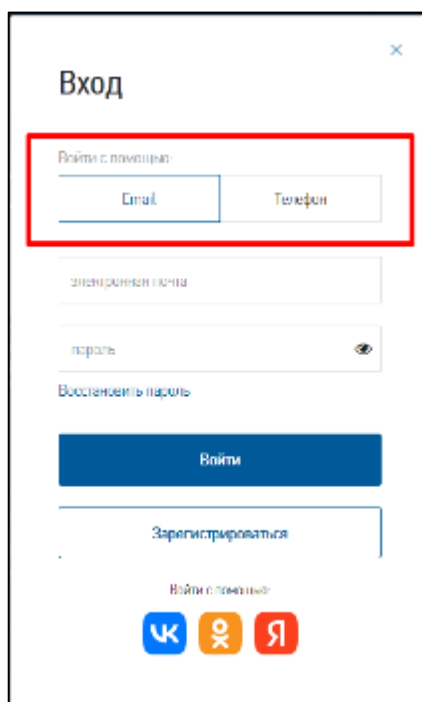 ×
Вход
Войти с помощью:
Email Телефон
электронная почта
пароль
Восстановить пароль
Войти
Зарегистрироваться
Войти с помощью:
Я